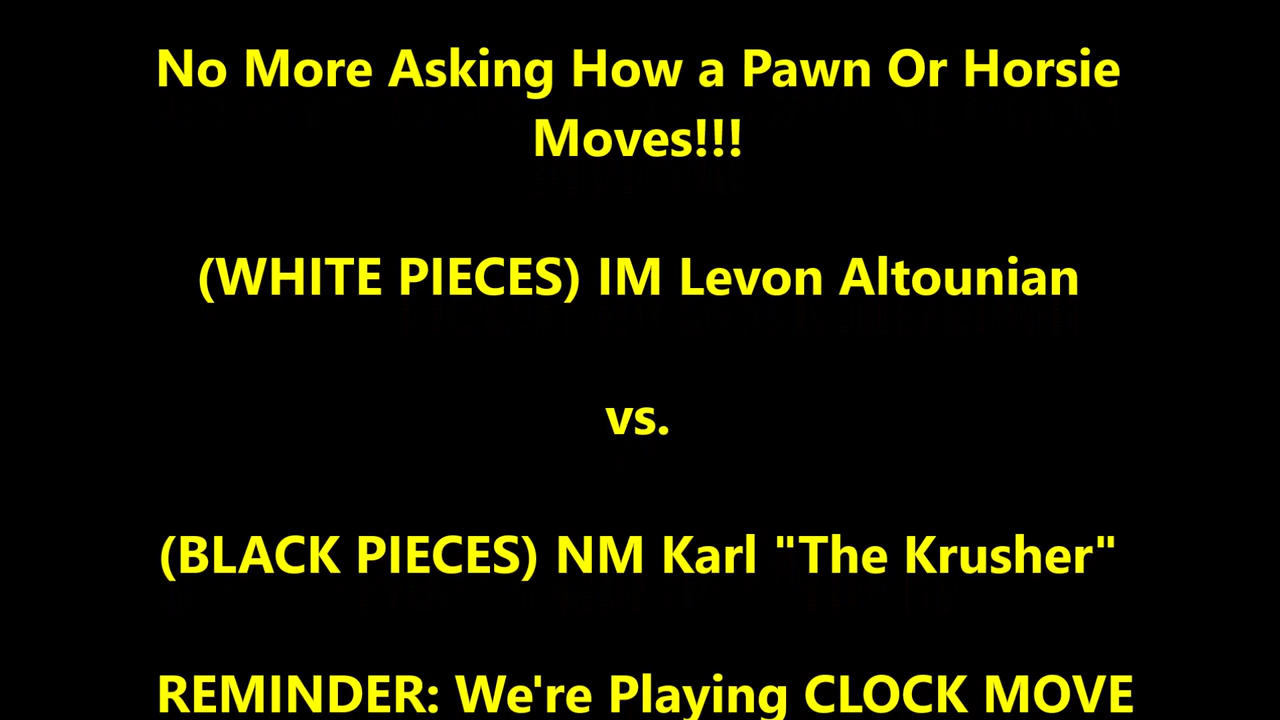 No More Asking How a Pawn Or Horsie
Moves!!!
(WHITE PIECES) IM Levon Altounian
vs.
(BLACK PIECES) NM Karl "The Krusher"
REMINDER: We're Playing CLOCK MOVE